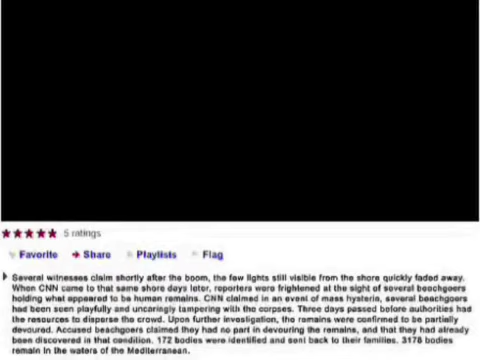 5 ratings
Favorite Share Playlists Flag
Several witnesses claim shortly after the boom, the few lights still visible from the shore quickly faded away.
When CNN came to that same shore days later, reporters were frightened at the sight of several beachgoers
holding what appeared to be human remains. CNN claimed in an event of mass hysteria, several beachgoers
had been seen playfully and uncaringly tampering with the corpses. Three days passed before authorities had
the resources to disperse the crowd. Upon further investigation, the remains were confirmed to be partially
devoured. Accused beachgoers claimed they had no part in devouring the remains, and that they had already
been discovered in that condition. 172 bodies were identified and sent back to their families. 3178 bodies
remain in the waters of the Mediterranean.